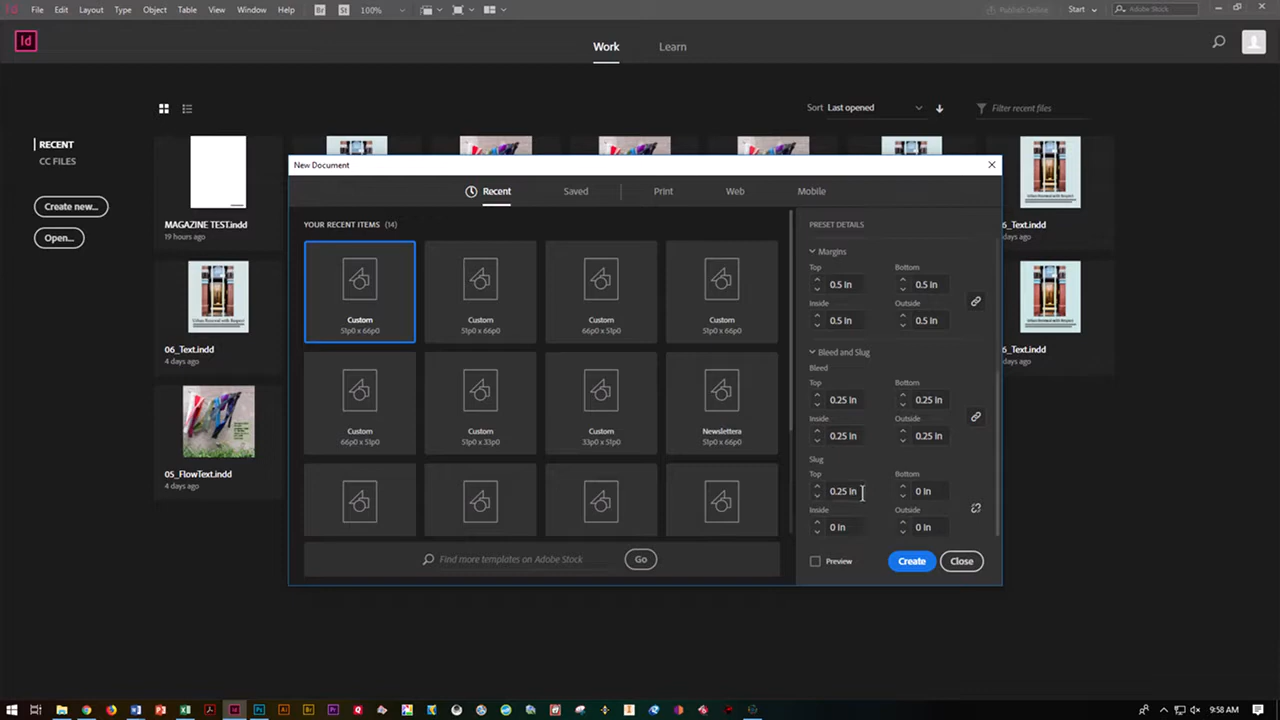 Id File Edit Layout Type Object Table View Window Help Br St 100% Publish Online Start Adobe Stock
Id Work Learn
Sort Last opened Filter recent files
RECENT
CC FILES
Create new...
Open...
MAGAZINE TEST.indd
19 hours ago
06_Text.indd
4 days ago
05_FlowText.indd
4 days ago
6_Text.indd
days ago
6_Text.indd
days ago
New Document
Recent Saved Print Web Mobile
YOUR RECENT ITEMS (14)
Custom Custom Custom Custom
51p0 x 66p0 51p0 x 66p0 66p0 x 51p0 51p0 x 66p0
Custom Custom Custom Newslettera
66p0 x 51p0 51p0 x 33p0 33p0 x 51p0 51p0 x 66p0
Find more templates on Adobe Stock Go
PRESET DETAILS
Margins
Top Bottom
0.5 in 0.5 in
Inside Outside
0.5 in 0.5 in
Bleed and Slug
Bleed
Top Bottom
0.25 in 0.25 in
Inside Outside
0.25 in 0.25 in
Slug
Top Bottom
0.25 in 0 in
Inside Outside
0 in 0 in
Preview Create Close
9:58 AM